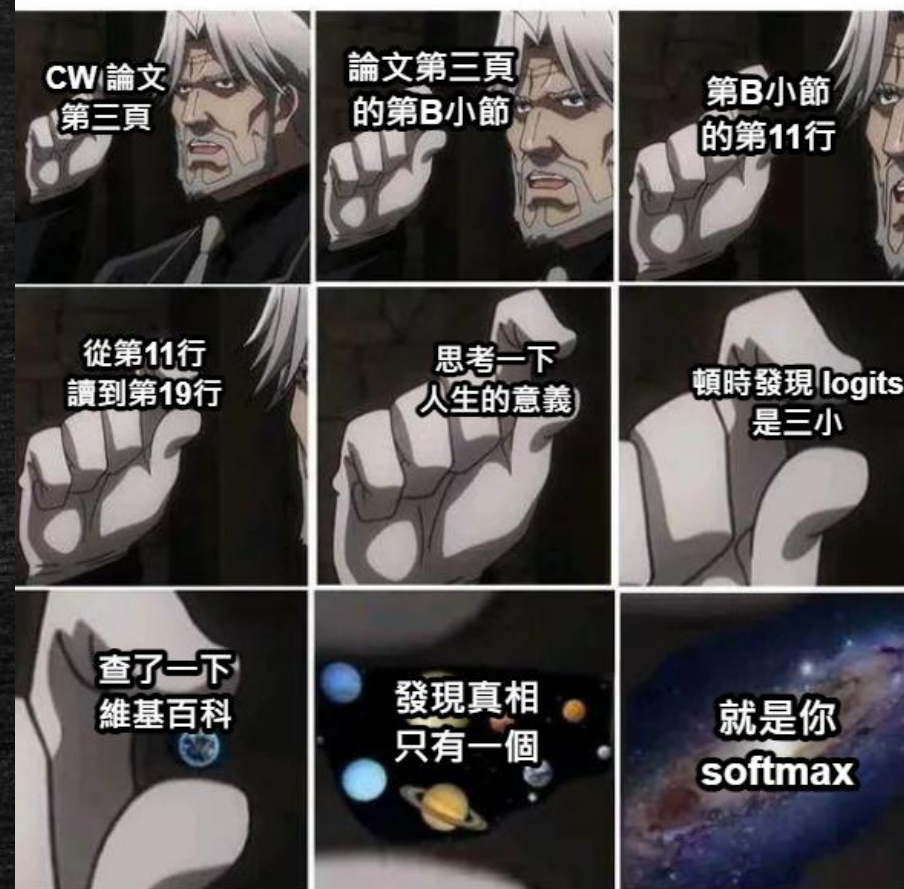 CW 論文
第三頁
論文第三頁
的第B小節
第B小節
的第11行
從第11行
讀到第19行
思考一下
人生的意義
頓時發現 logits
是三小
查了一下
維基百科
發現真相
只有一個
就是你
softmax